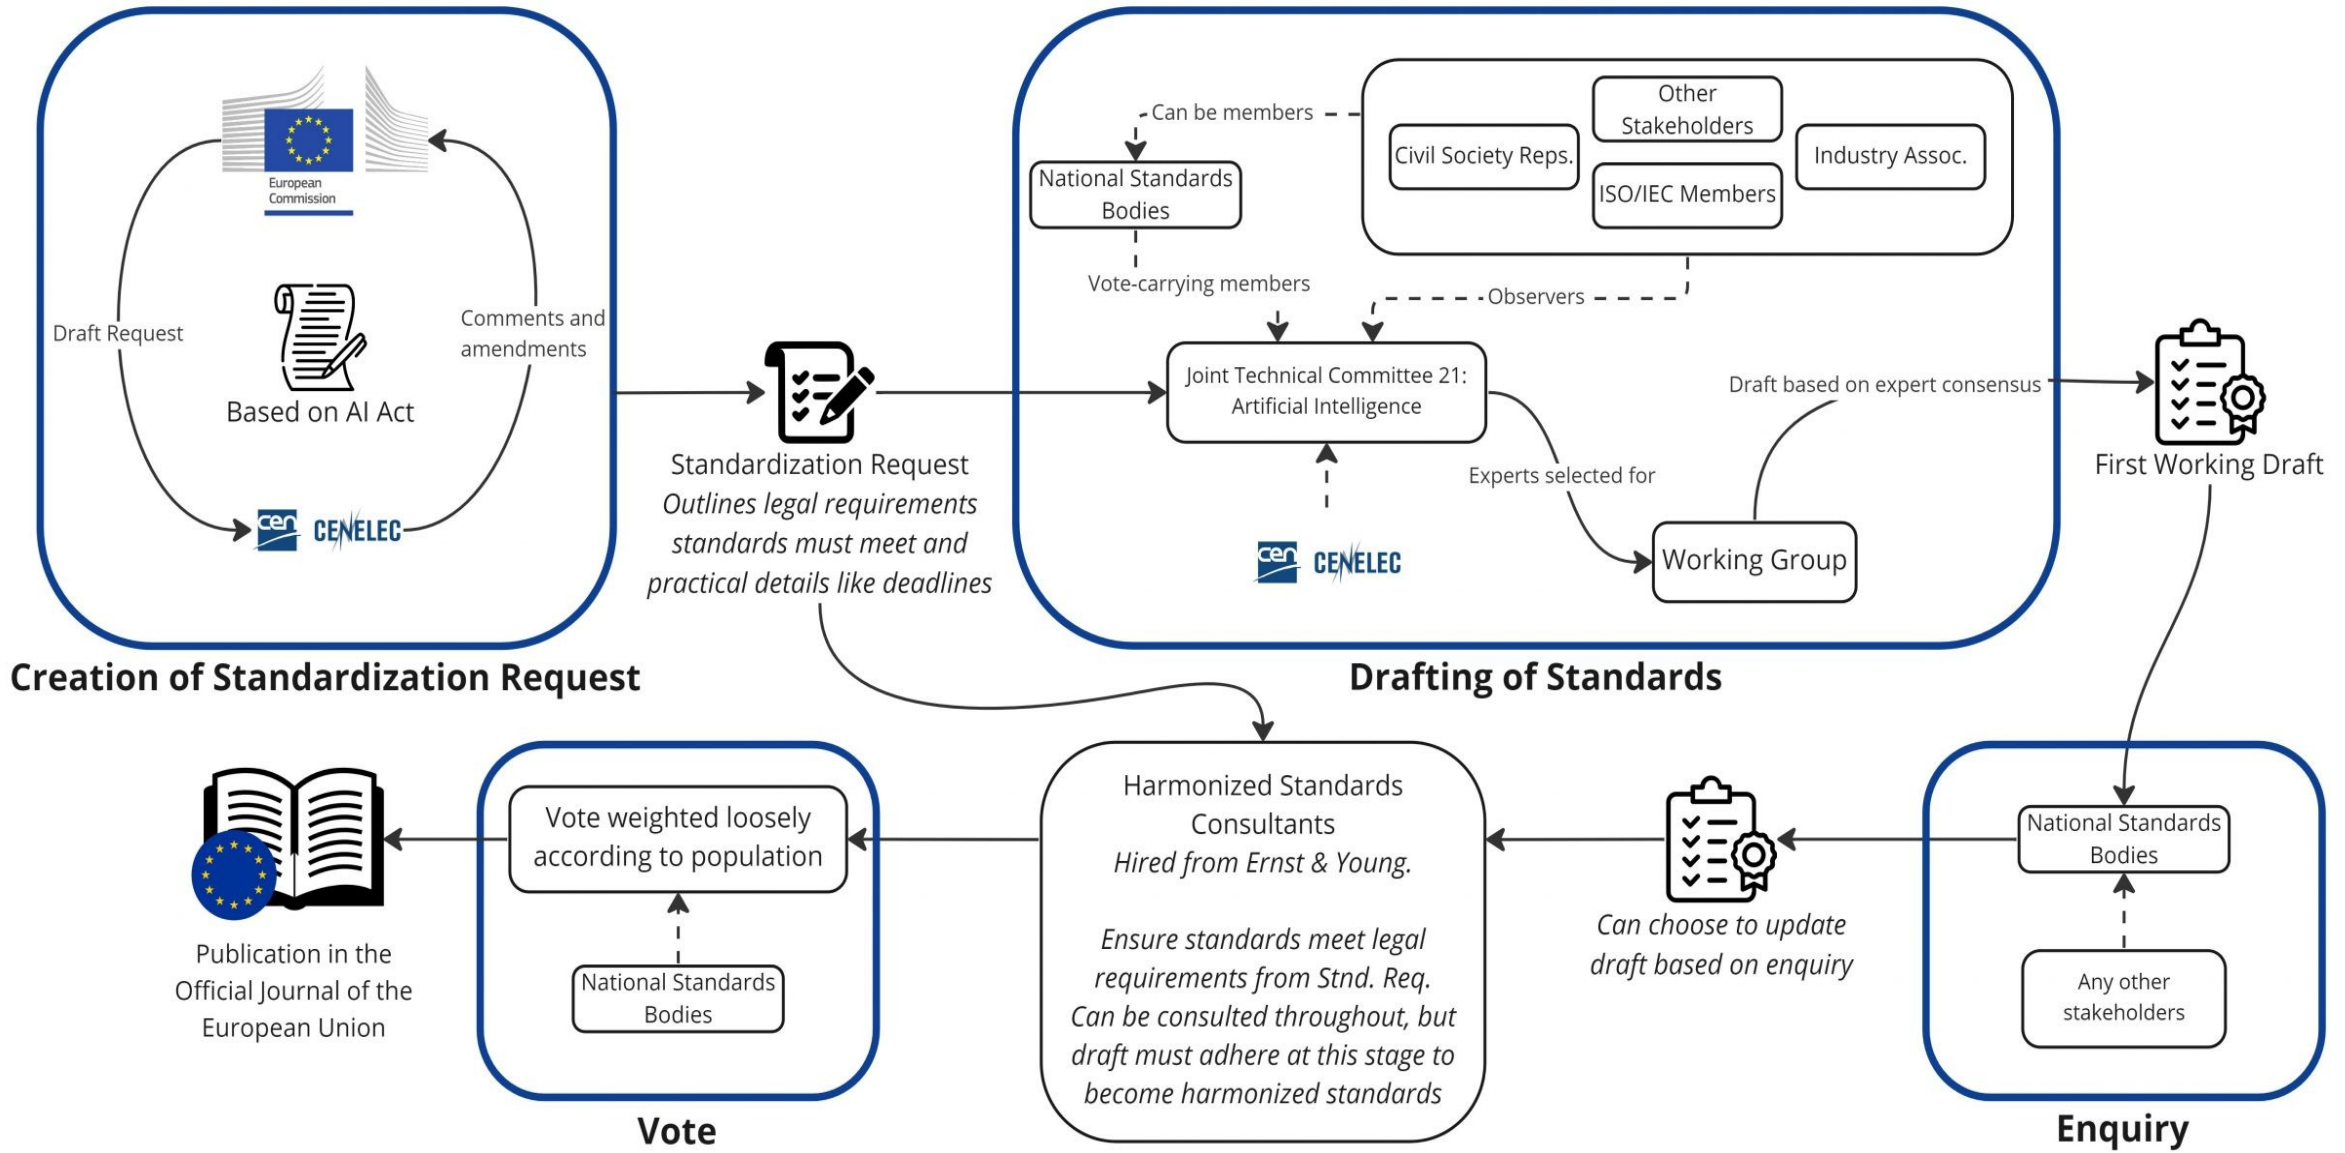 European
Commission
Draft Request
Comments and
amendments
Based on AI Act
cen
CENELEC
Creation of Standardization Request
Standardization Request
Outlines legal requirements
standards must meet and
practical details like deadlines
Can be members
National Standards
Bodies
Civil Society Reps.
Other
Stakeholders
ISO/IEC Members
Industry Assoc.
Vote-carrying members
Observers
Joint Technical Committee 21:
Artificial Intelligence
cen
CENELEC
Experts selected for
Working Group
Draft based on expert consensus
Drafting of Standards
First Working Draft
National Standards
Bodies
Any other
stakeholders
Enquiry
Can choose to update
draft based on enquiry
Harmonized Standards
Consultants
Hired from Ernst & Young.
Ensure standards meet legal
requirements from Stnd. Req.
Can be consulted throughout, but
draft must adhere at this stage to
become harmonized standards
Vote weighted loosely
according to population
National Standards
Bodies
Vote
Publication in the
Official Journal of the
European Union